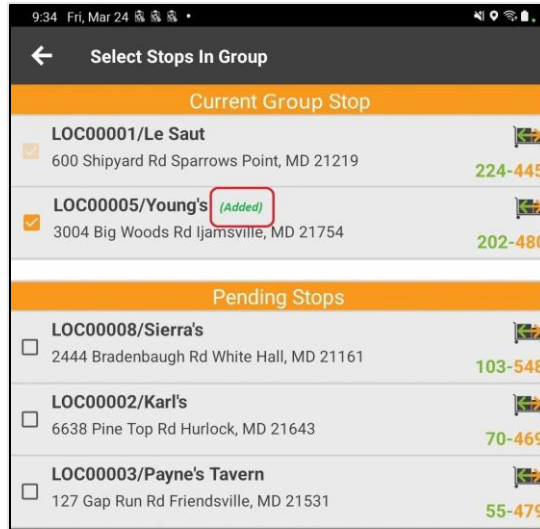 9:34 Fri, Mar 24
Select Stops In Group
Current Group Stop
LOC00001/Le Saut
600 Shipyard Rd Sparrows Point, MD 21219
224-445
LOC00005/Young's (Added)
3004 Big Woods Rd Ijamsville, MD 21754
202-480
Pending Stops
LOC00008/Sierra's
2444 Bradenbaugh Rd White Hall, MD 21161
103-548
LOC00002/Karl's
6638 Pine Top Rd Hurlock, MD 21643
70-469
LOC00003/Payne's Tavern
127 Gap Run Rd Friendsville, MD 21531
55-479